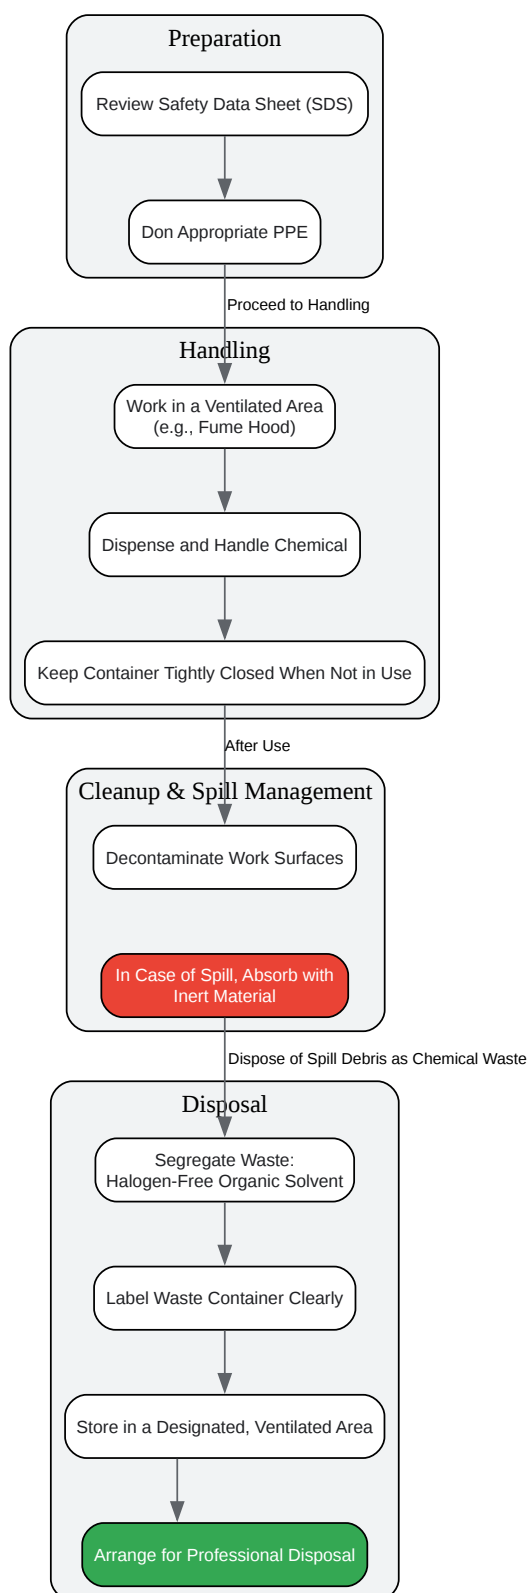 Preparation
Review Safety Data Sheet (SDS)
Don Appropriate PPE
Proceed to Handling
Handling
Work in a Ventilated Area
(e.g., Fume Hood)
Dispense and Handle Chemical
Keep Container Tightly Closed When Not in Use
After Use
Cleanup & Spill Management
Decontaminate Work Surfaces
In Case of Spill, Absorb with
Inert Material
Dispose of Spill Debris as Chemical Waste
Disposal
Segregate Waste:
Halogen-Free Organic Solvent
Label Waste Container Clearly
Store in a Designated, Ventilated Area
Arrange for Professional Disposal